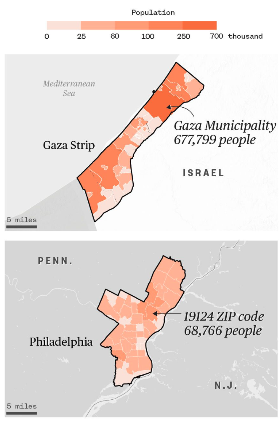 Population
0 25 60 100 250 700 thousand
Mediterranean
Sea
Gaza Municipality
677,799 people
Gaza Strip
ISRAEL
5 miles
PENN.
19124 ZIP code
68,766 people
Philadelphia
N.J.
5 miles